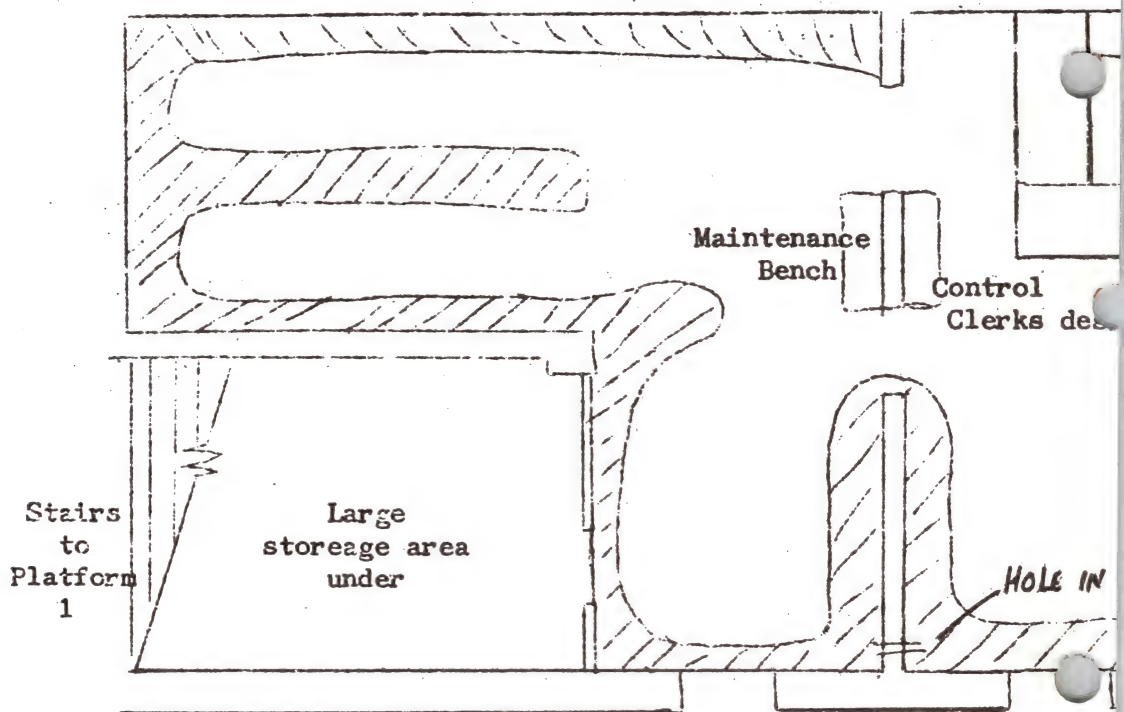 Maintenance
Bench
Control
Clerks des
Stairs
to
Platform
1
Large
storeage area
under
HOLE IN